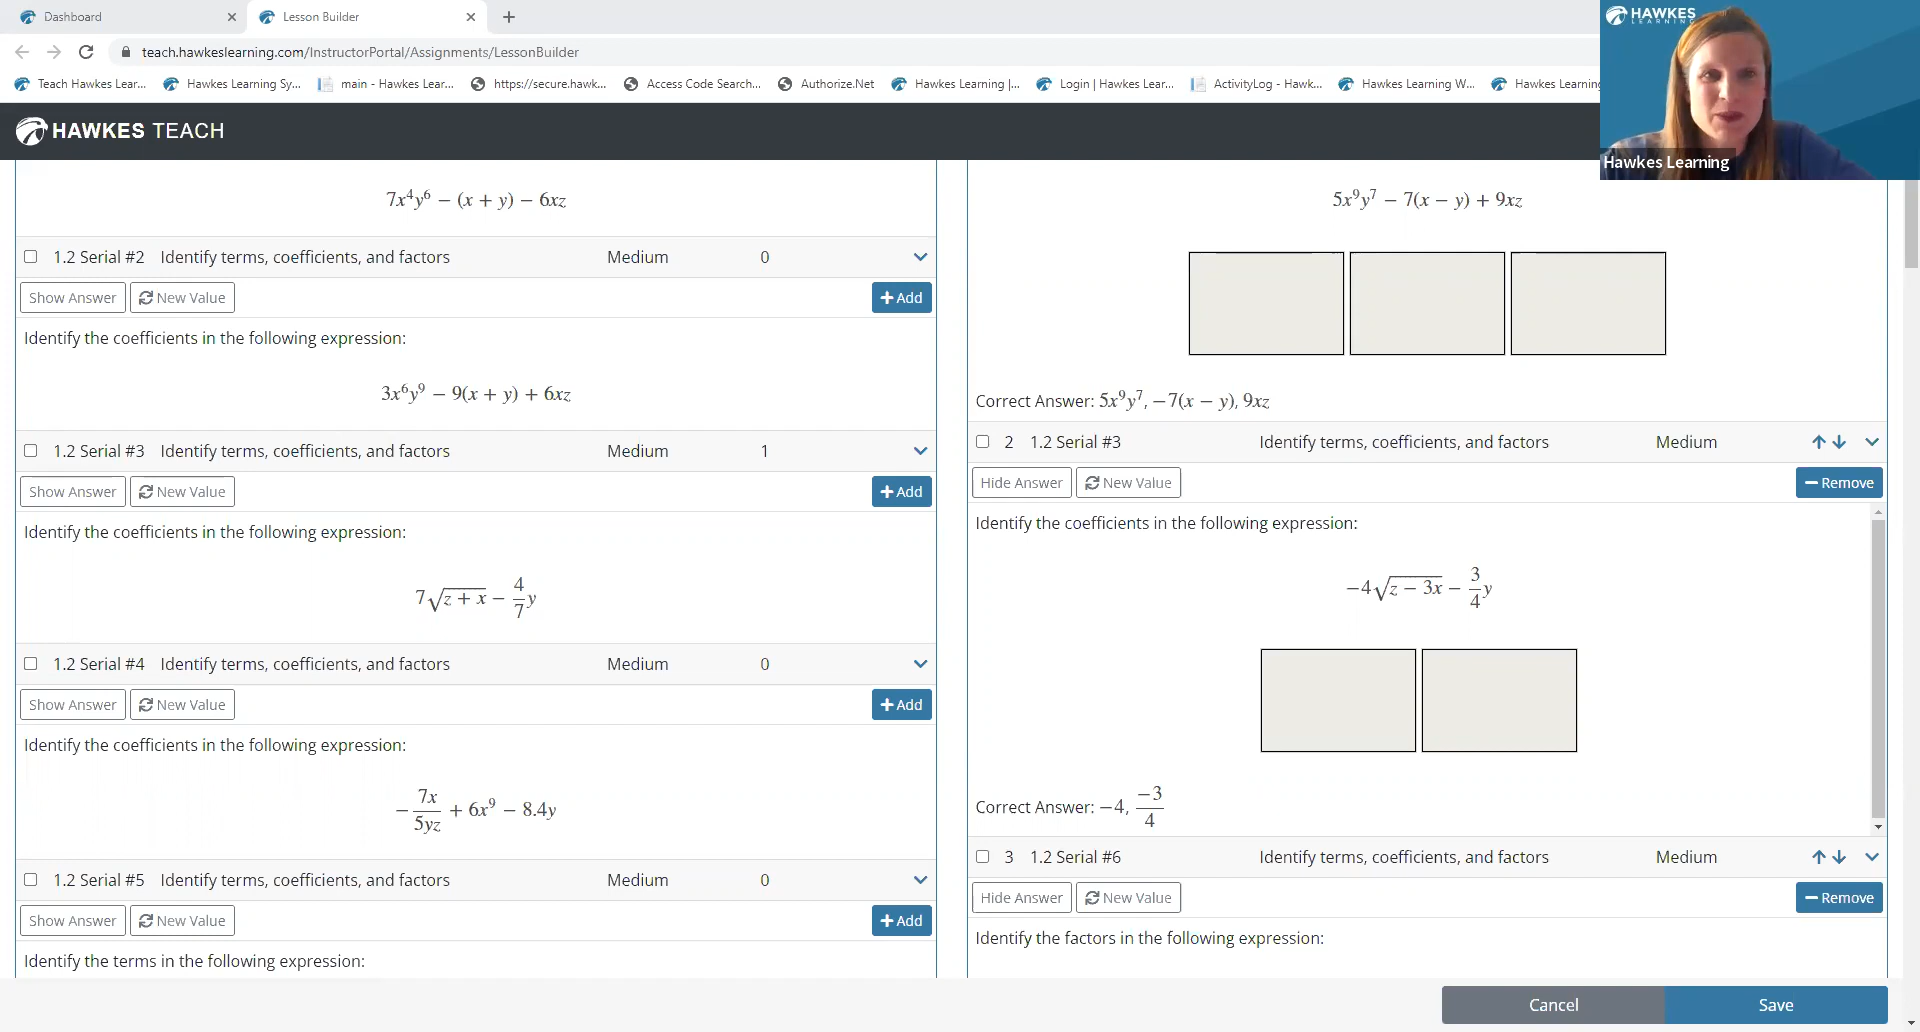 Dashboard
Lesson Builder
teach.hawkeslearning.com/InstructorPortal/Assignments/LessonBuilder
Teach Hawkes Lear...
Hawkes Learning Sy...
main - Hawkes Lear...
https://secure.hawk...
Access Code Search...
Authorize.Net
Hawkes Learning |...
Login | Hawkes Lear...
ActivityLog - Hawk...
Hawkes Learning W...
Hawkes Learning
HAWKES
LEARNING
Hawkes Learning
HAWKES TEACH
7x⁴y⁶ − (x + y) − 6xz
1.2 Serial #2 Identify terms, coefficients, and factors Medium 0
Show Answer New Value + Add
Identify the coefficients in the following expression:
3x⁶y⁹ − 9(x + y) + 6xz
1.2 Serial #3 Identify terms, coefficients, and factors Medium 1
Show Answer New Value + Add
Identify the coefficients in the following expression:
7√(z + x) − 4/7 y
1.2 Serial #4 Identify terms, coefficients, and factors Medium 0
Show Answer New Value + Add
Identify the coefficients in the following expression:
− 7x/5yz + 6x⁹ − 8.4y
1.2 Serial #5 Identify terms, coefficients, and factors Medium 0
Show Answer New Value + Add
Identify the terms in the following expression:
5x⁹y⁷ − 7(x − y) + 9xz
Correct Answer: 5x⁹y⁷, −7(x − y), 9xz
2 1.2 Serial #3 Identify terms, coefficients, and factors Medium
Hide Answer New Value − Remove
Identify the coefficients in the following expression:
−4√(z − 3x) − 3/4 y
Correct Answer: −4, −3/4
3 1.2 Serial #6 Identify terms, coefficients, and factors Medium
Hide Answer New Value − Remove
Identify the factors in the following expression:
Cancel
Save